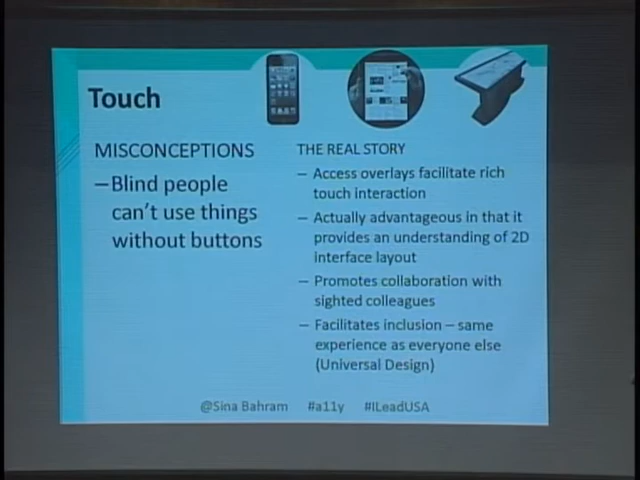 Touch
MISCONCEPTIONS
–Blind people
can't use things
without buttons
THE REAL STORY
– Access overlays facilitate rich
touch interaction
– Actually advantageous in that it
provides an understanding of 2D
interface layout
– Promotes collaboration with
sighted colleagues
– Facilitates inclusion – same
experience as everyone else
(Universal Design)
@Sina Bahram #a11y #ILeadUSA